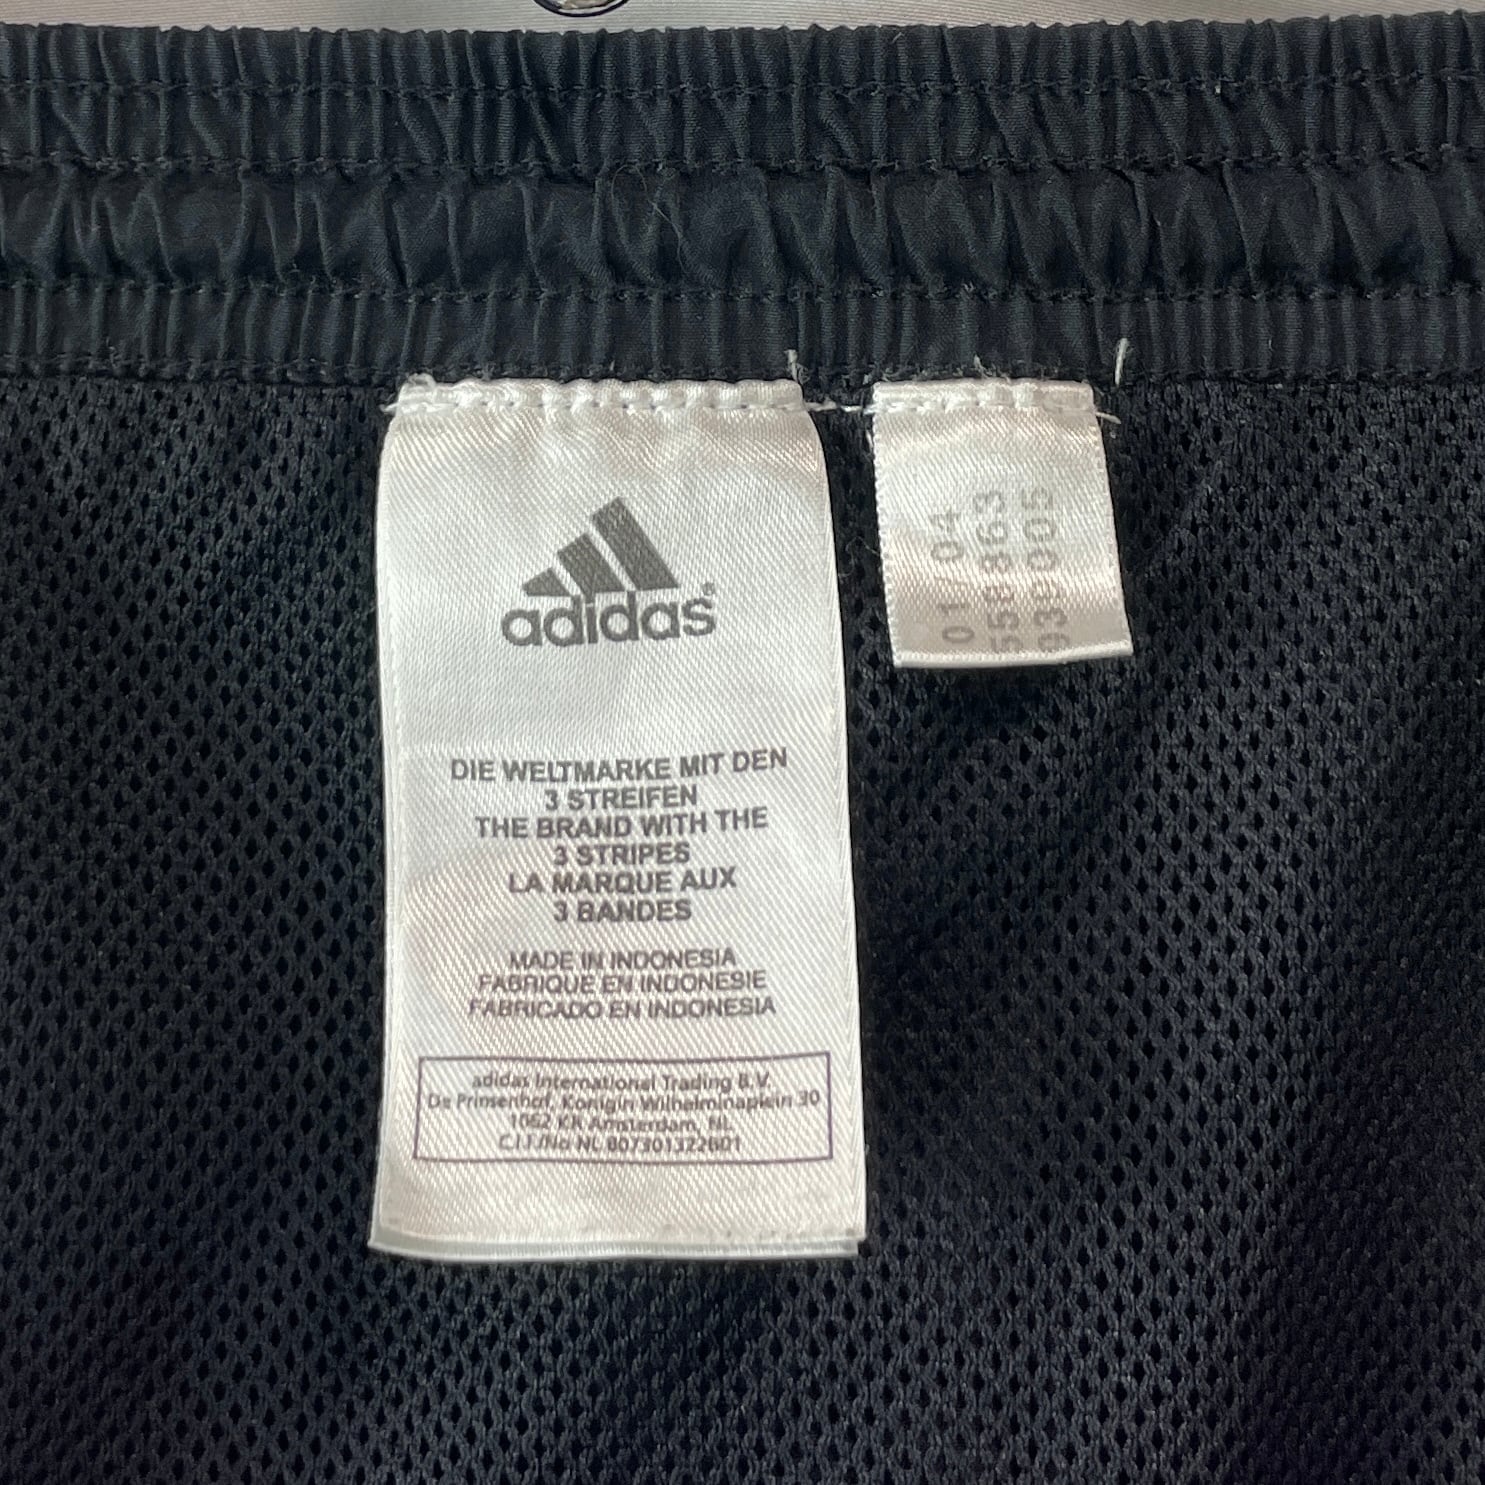 adidas®
DIE WELTMARKE MIT DEN
3 STREIFEN
THE BRAND WITH THE
3 STRIPES
LA MARQUE AUX
3 BANDES
MADE IN INDONESIA
FABRIQUE EN INDONESIE
FABRICADO EN INDONESIA
adidas International Trading B.V.
De Prinsenhof, Konigin Wilhelminaplein 30
1062 KR Amsterdam, NL
C.I.F/No NL 807301322B01
01/04
558863
939005